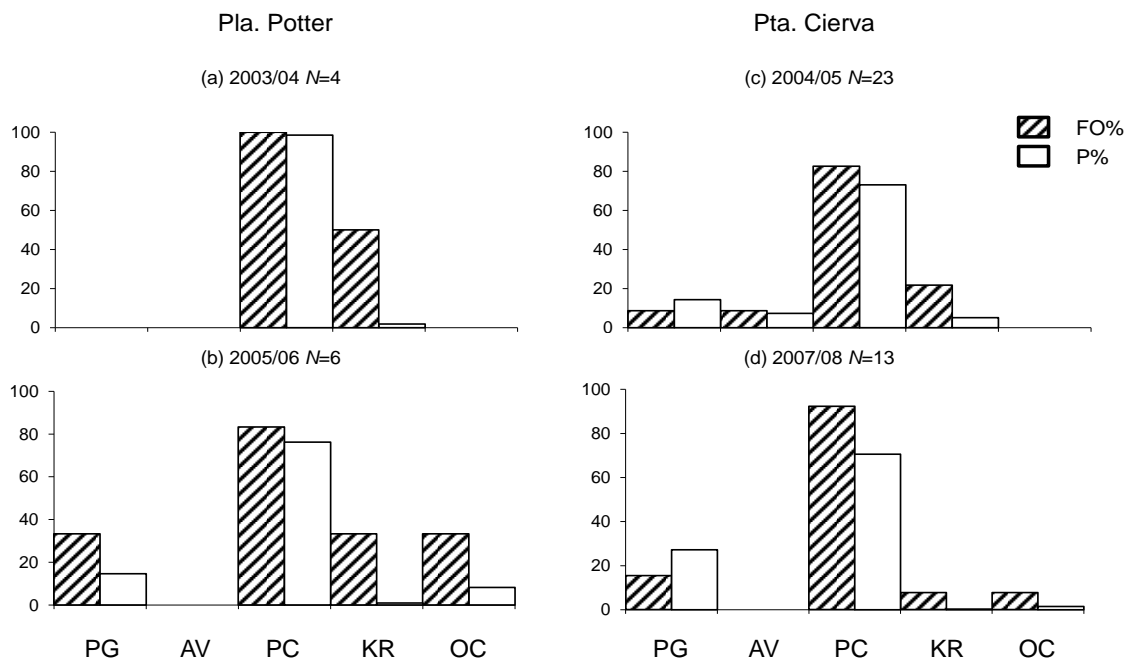 Pla. Potter
Pta. Cierva
(a) 2003/04 N=4
(c) 2004/05 N=23
FO%
P%
100
80
60
40
20
0
100
80
60
40
20
0
(b) 2005/06 N=6
(d) 2007/08 N=13
100
80
60
40
20
0
100
80
60
40
20
0
PG AV PC KR OC
PG AV PC KR OC